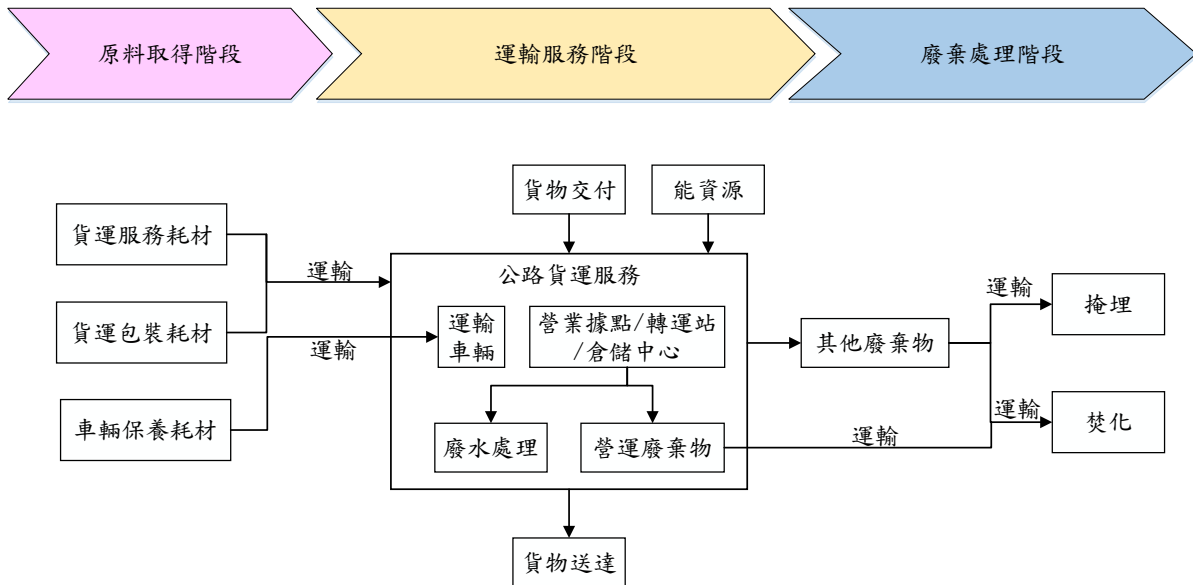 原料取得階段
運輸服務階段
廢棄處理階段
貨物交付
能資源
貨運服務耗材
運輸
公路貨運服務
運輸
掩埋
貨運包裝耗材
運輸
運輸
車輛
營業據點/轉運站
/倉儲中心
其他廢棄物
車輛保養耗材
廢水處理
營運廢棄物
運輸
運輸
焚化
貨物送達